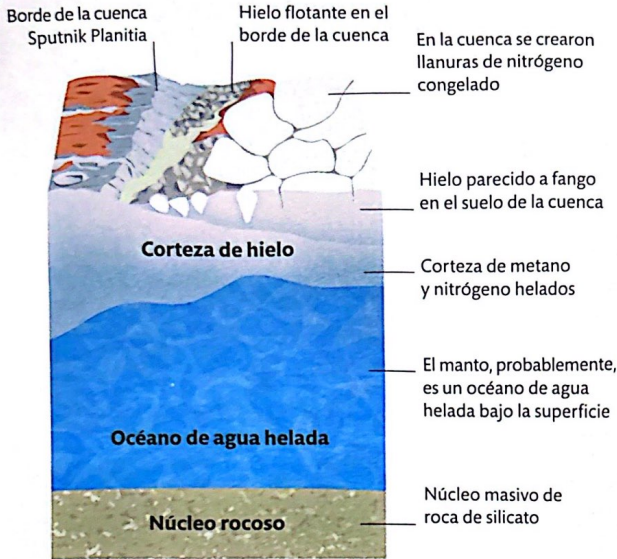 Borde de la cuenca
Sputnik Planitia
Hielo flotante en el
borde de la cuenca
En la cuenca se crearon
llanuras de nitrógeno
congelado
Hielo parecido a fango
en el suelo de la cuenca
Corteza de hielo
Corteza de metano
y nitrógeno helados
El manto, probablemente,
es un océano de agua
helada bajo la superficie
Océano de agua helada
Núcleo masivo de
roca de silicato
Núcleo rocoso